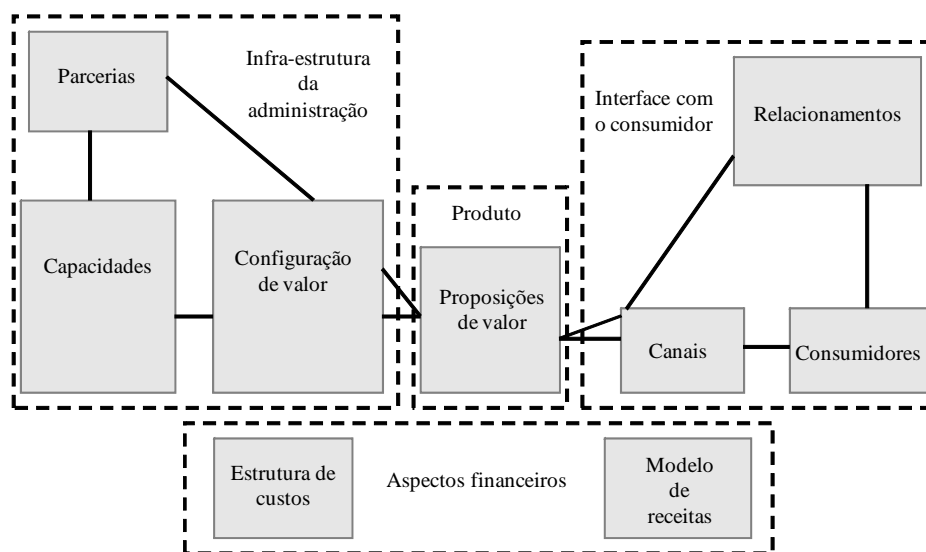 Parcerias
Infra-estrutura
da
administração
Capacidades
Configuração
de valor
Produto
Proposições
de valor
Interface com
o consumidor
Relacionamentos
Canais
Consumidores
Estrutura de
custos
Aspectos financeiros
Modelo
de
receitas